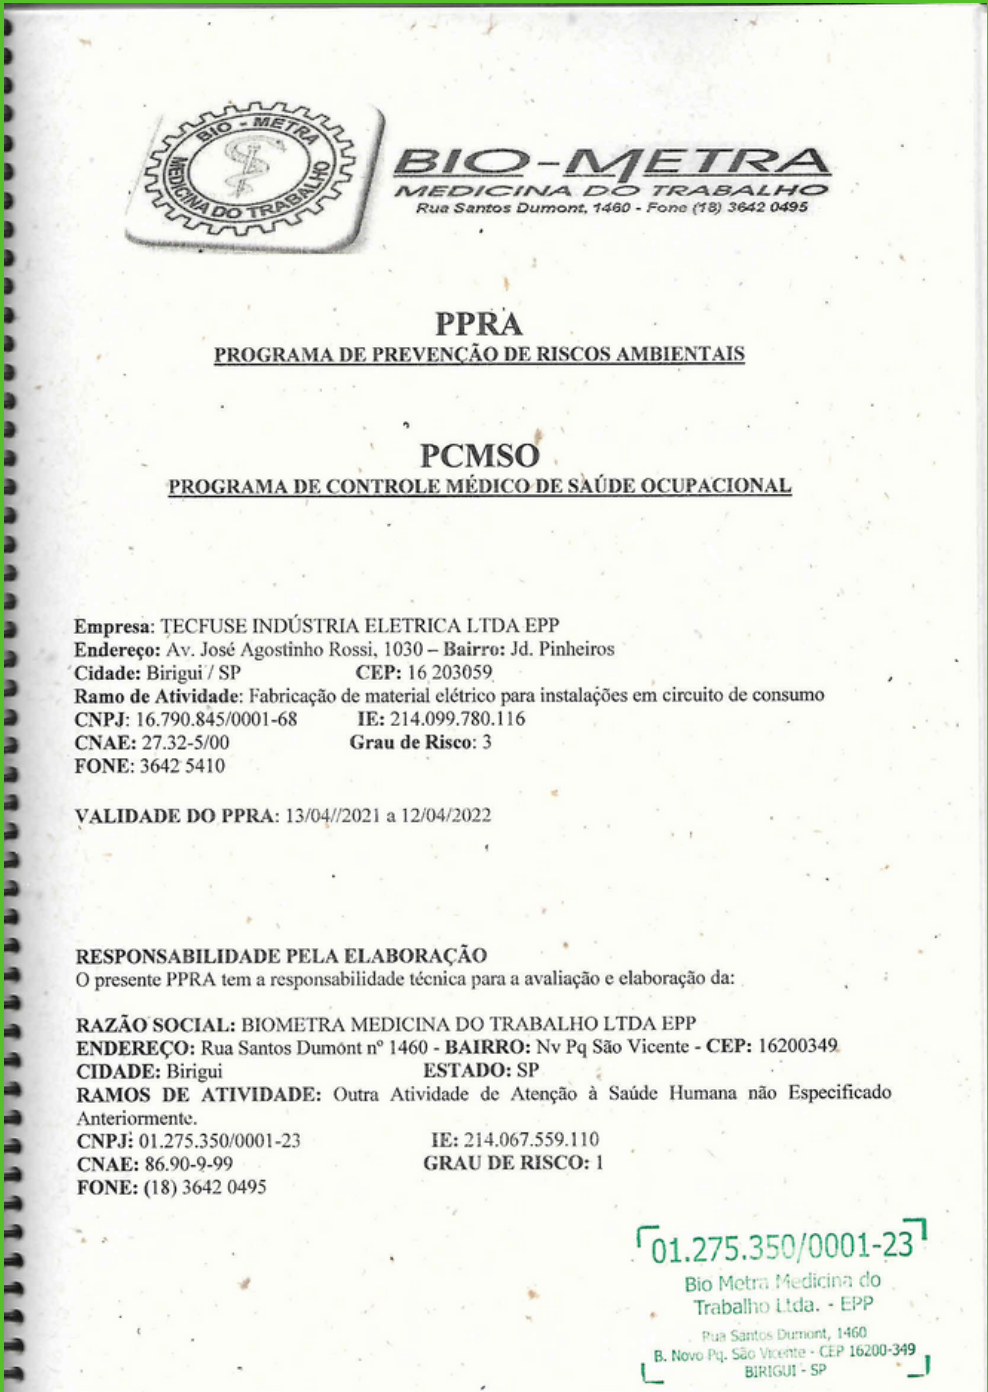 BIO - METRA
MEDICINA DO TRABALHO
BIO-METRA
MEDICINA DO TRABALHO
Rua Santos Dumont, 1460 - Fone (18) 3642 0495
PPRA
PROGRAMA DE PREVENÇÃO DE RISCOS AMBIENTAIS
PCMSO
PROGRAMA DE CONTROLE MÉDICO DE SAÚDE OCUPACIONAL
Empresa: TECFUSE INDÚSTRIA ELETRICA LTDA EPP
Endereço: Av. José Agostinho Rossi, 1030 – Bairro: Jd. Pinheiros
Cidade: Birigui / SP CEP: 16 203059
Ramo de Atividade: Fabricação de material elétrico para instalações em circuito de consumo
CNPJ: 16.790.845/0001-68 IE: 214.099.780.116
CNAE: 27.32-5/00 Grau de Risco: 3
FONE: 3642 5410
VALIDADE DO PPRA: 13/04//2021 a 12/04/2022
RESPONSABILIDADE PELA ELABORAÇÃO
O presente PPRA tem a responsabilidade técnica para a avaliação e elaboração da:
RAZÃO SOCIAL: BIOMETRA MEDICINA DO TRABALHO LTDA EPP
ENDEREÇO: Rua Santos Dumont nº 1460 - BAIRRO: Nv Pq São Vicente - CEP: 16200349
CIDADE: Birigui ESTADO: SP
RAMOS DE ATIVIDADE: Outra Atividade de Atenção à Saúde Humana não Especificado
Anteriormente.
CNPJ: 01.275.350/0001-23 IE: 214.067.559.110
CNAE: 86.90-9-99 GRAU DE RISCO: 1
FONE: (18) 3642 0495
01.275.350/0001-23
Bio Metra Medicina do
Trabalho Ltda. - EPP
Rua Santos Dumont, 1460
B. Novo Pq. São Vicente - CEP 16200-349
BIRIGUI - SP